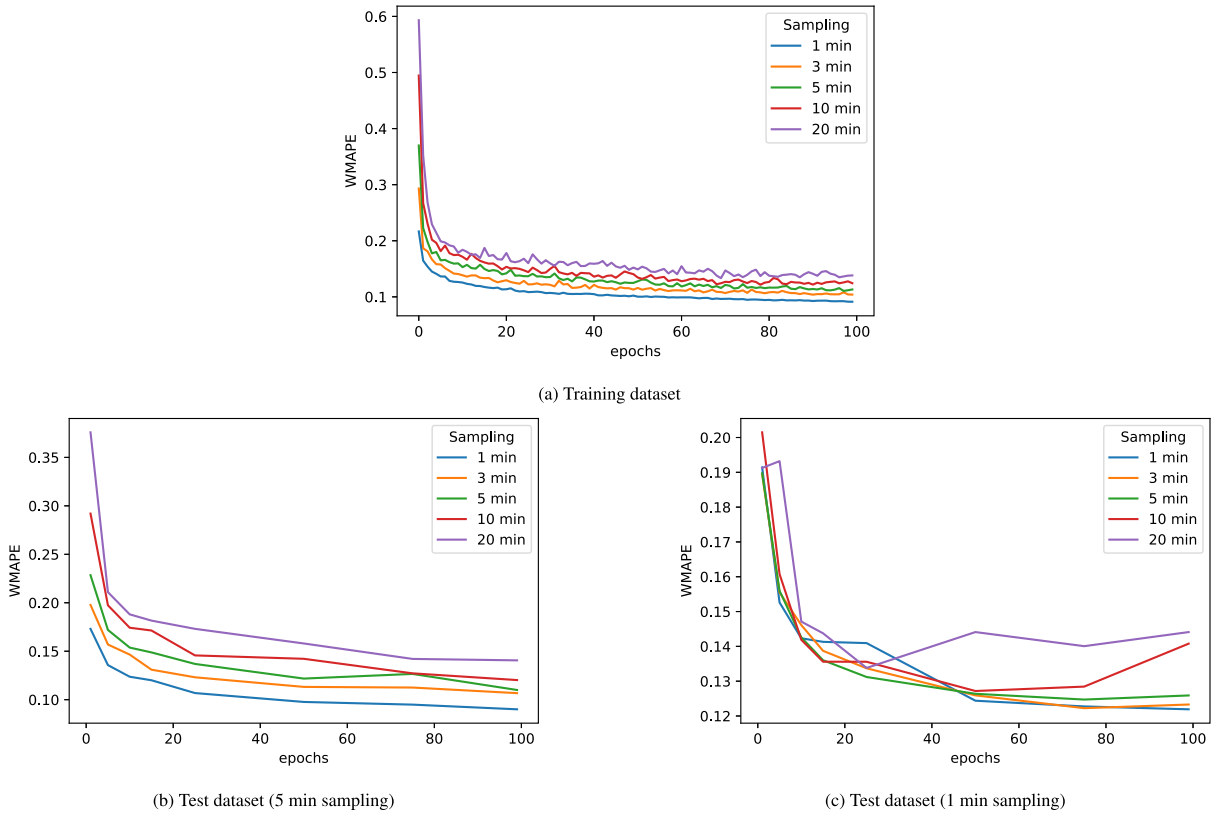 0.6
0.5
0.4
0.3
0.2
0.1
WMAPE
0 20 40 60 80 100
epochs
Sampling
1 min
3 min
5 min
10 min
20 min
(a) Training dataset
0.35
0.30
0.25
0.20
0.15
0.10
WMAPE
0 20 40 60 80 100
epochs
Sampling
1 min
3 min
5 min
10 min
20 min
(b) Test dataset (5 min sampling)
0.20
0.19
0.18
0.17
0.16
0.15
0.14
0.13
0.12
WMAPE
0 20 40 60 80 100
epochs
Sampling
1 min
3 min
5 min
10 min
20 min
(c) Test dataset (1 min sampling)